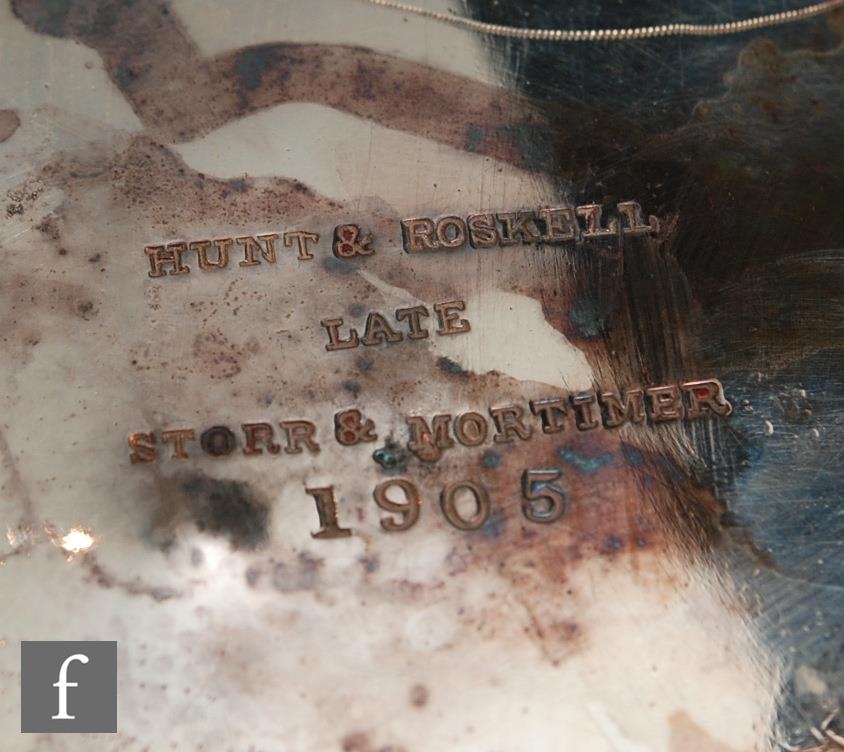 HUNT & ROSKELL
LATE
STORR & MORTIMER
1905
f